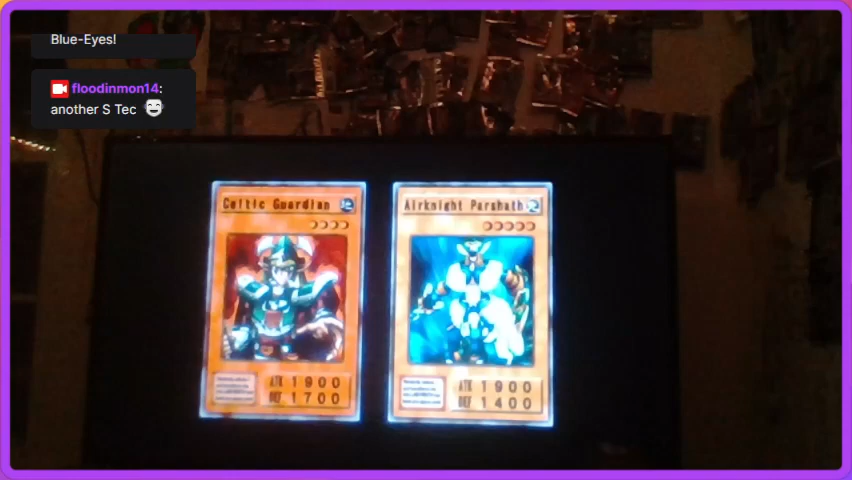 Blue-Eyes!
floodinmon14:
another S Tec
Celtic Guardian
Airknight Parshath
ATK 1900
DEF 1700
ATK 1900
DEF 1400